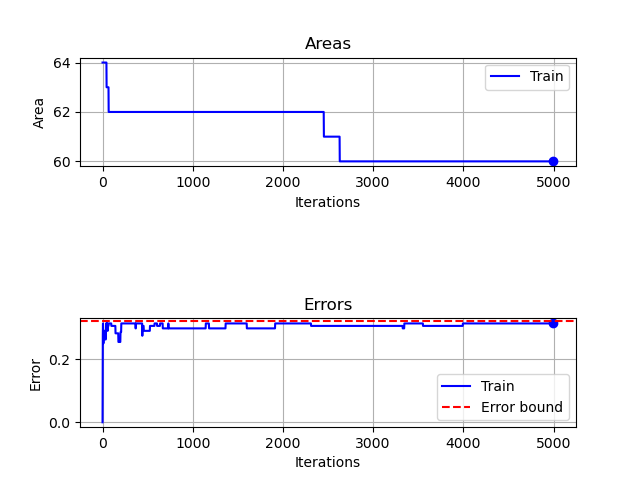 Areas
64
62
60
Area
Train
0
1000
2000
3000
4000
5000
Iterations
Errors
0.2
0.0
Error
Train
Error bound
0
1000
2000
3000
4000
5000
Iterations